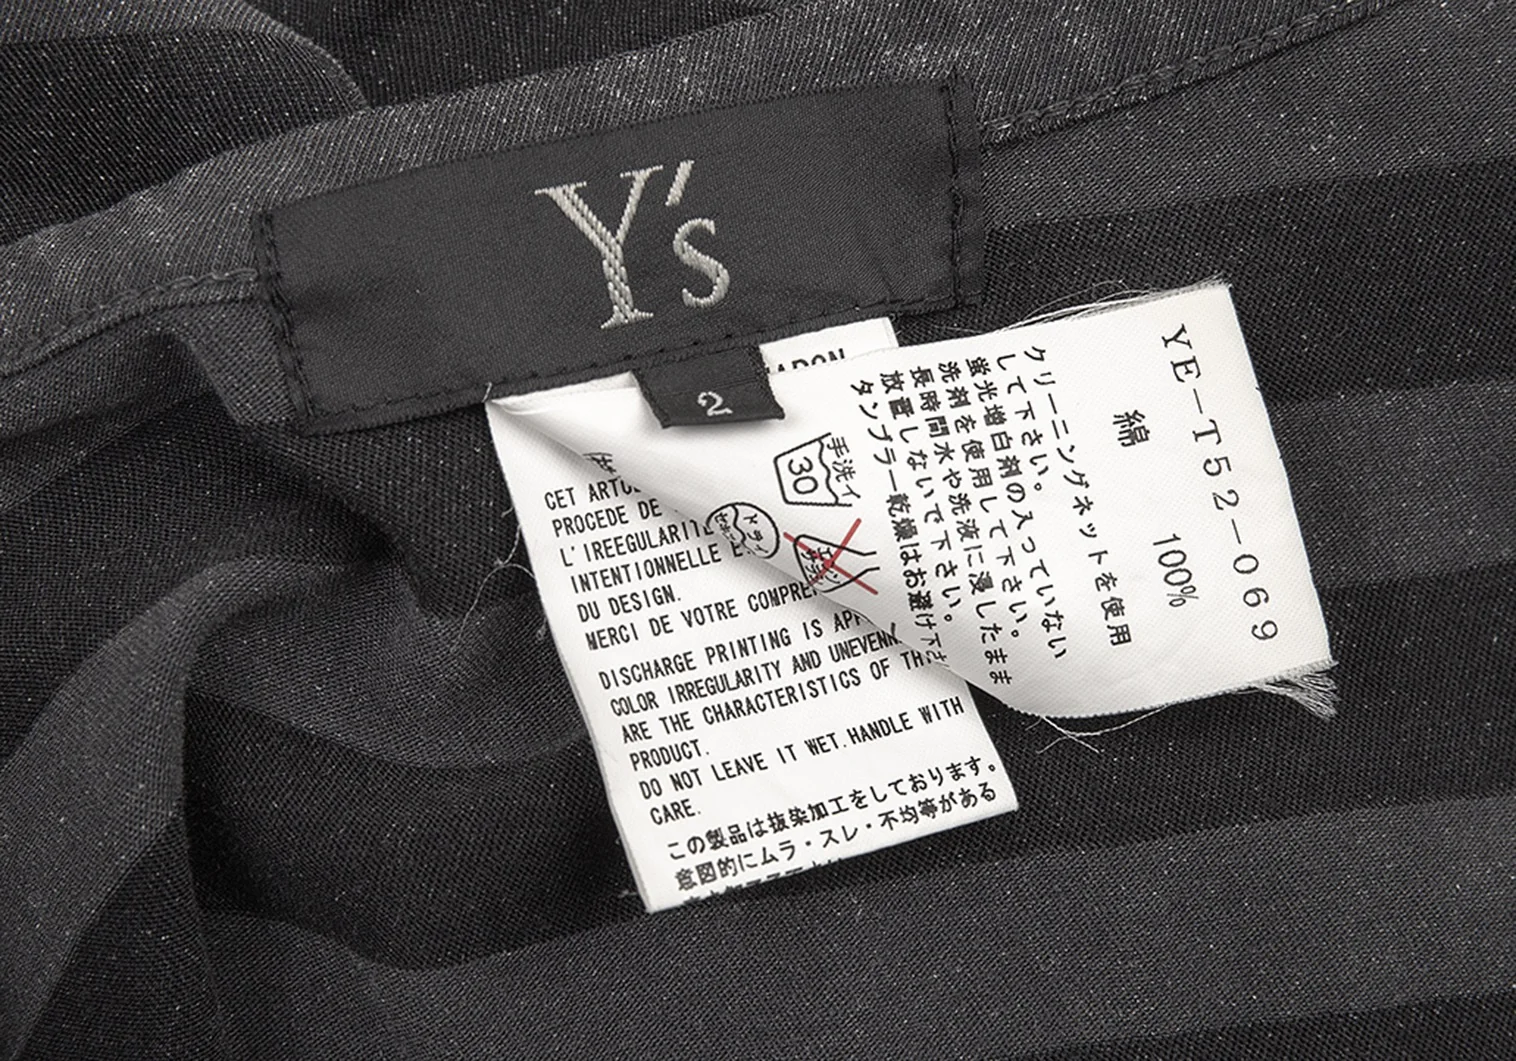 Y's
2
CET
PROCEDE DE
L'IREEGULARITE
INTENTIONNELLE
DU DESIGN.
MERCI DE VOTRE
DISCHARGE PRINTING IS
COLOR IRREGULARITY AND
ARE THE CHARACTERISTICS OF
PRODUCT.
DO NOT LEAVE IT WET.HANDLE WITH
CARE.
この製品は抜染加工をしております。
意図的にムラ・スレ・不均等がある
手洗イ
30
ドライ
YE-T52-069
綿 100%
クリーニングネットを使用
して下さい。
蛍光増白剤の入っていない
洗剤を使用して下さい。
長時間水や洗液に浸したまま
放置しないで下さい。
タンブラー乾燥はお避け下さ